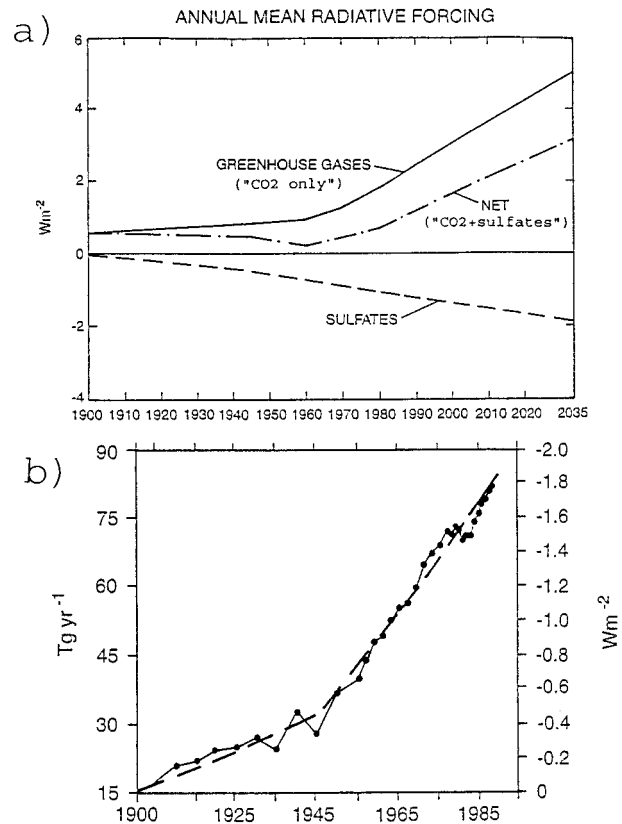 a)
ANNUAL MEAN RADIATIVE FORCING
6
4
2
0
-2
-4
Wm-2
GREENHOUSE GASES
("CO2 only")
NET
("CO2+sulfates")
SULFATES
1900 1910 1920 1930 1940 1950 1960 1970 1980 1990 2000 2010 2020 2035
b)
90
75
60
45
30
15
Tg yr-1
-2.0
-1.8
-1.6
-1.4
-1.2
-1.0
-0.8
-0.6
-0.4
-0.2
0
Wm-2
1900 1925 1945 1965 1985